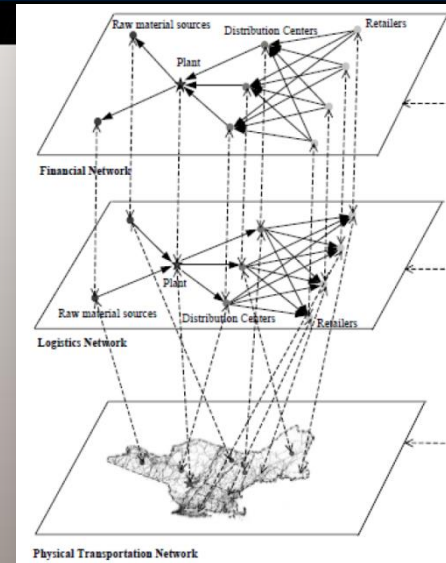 Raw material sources
Distribution Centers
Retailers
Plant
Financial Network
Plant
Raw material sources
Distribution Centers
Retailers
Logistics Network
Physical Transportation Network